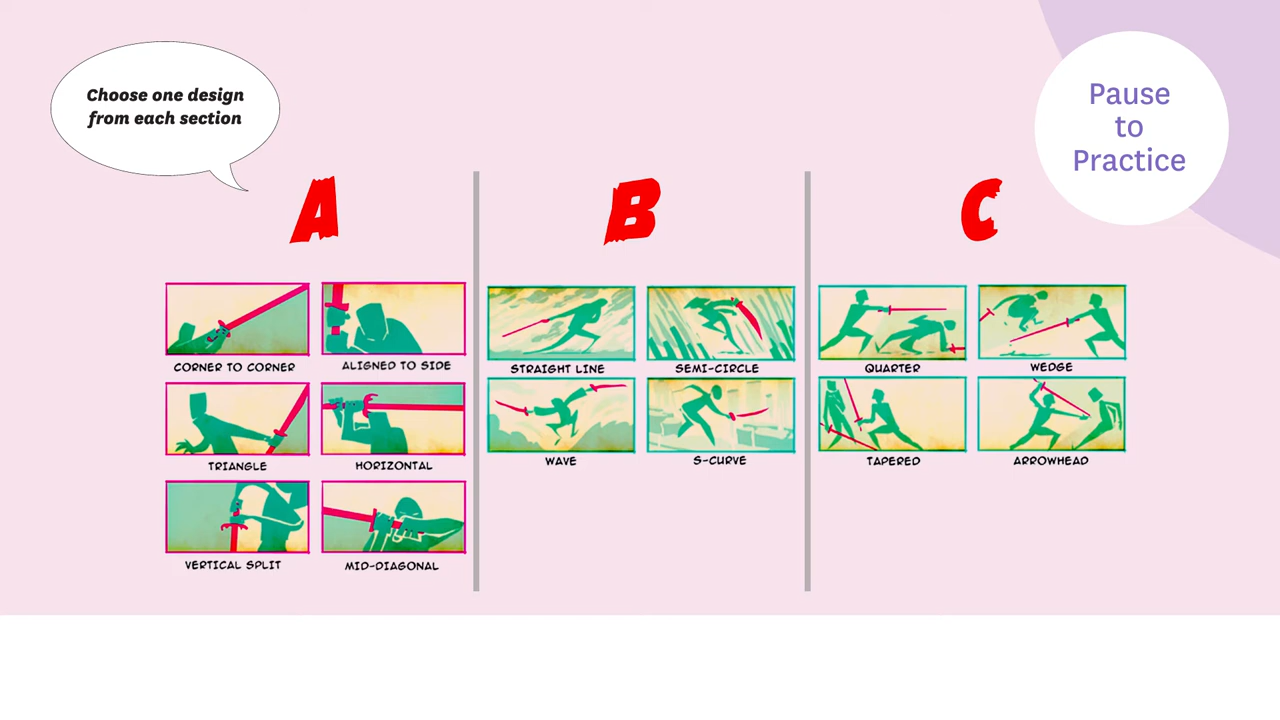 Choose one design
from each section
Pause
to
Practice
A
B
C
CORNER TO CORNER
ALIGNED TO SIDE
TRIANGLE
HORIZONTAL
VERTICAL SPLIT
MID-DIAGONAL
STRAIGHT LINE
SEMI-CIRCLE
WAVE
S-CURVE
QUARTER
WEDGE
TAPERED
ARROWHEAD